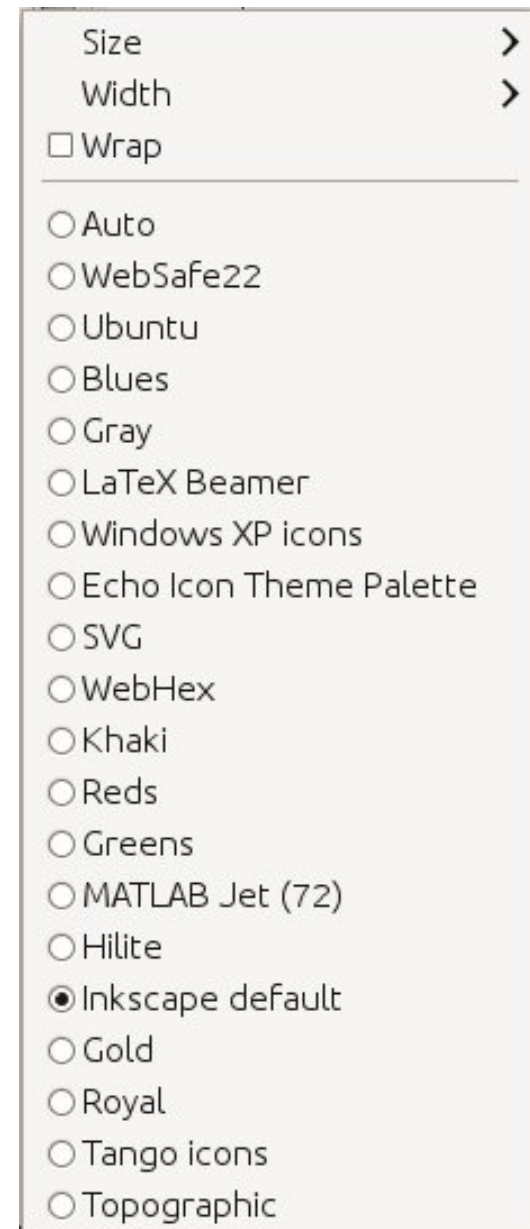 Size
Width
Wrap
Auto
WebSafe22
Ubuntu
Blues
Gray
LaTeX Beamer
Windows XP icons
Echo Icon Theme Palette
SVG
WebHex
Khaki
Reds
Greens
MATLAB Jet (72)
Hilite
Inkscape default
Gold
Royal
Tango icons
Topographic